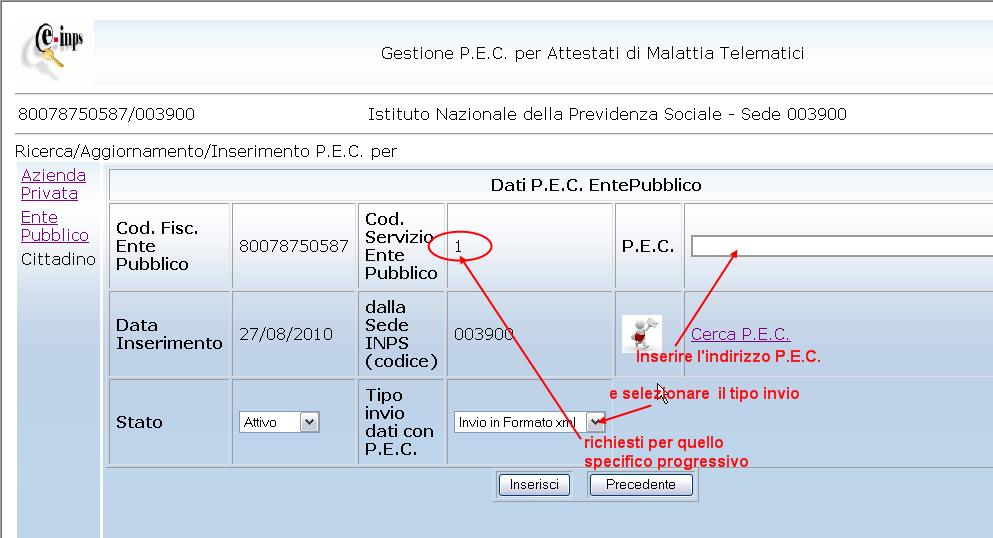 e-inps
Gestione P.E.C. per Attestati di Malattia Telematici
80078750587/003900
Istituto Nazionale della Previdenza Sociale - Sede 003900
Ricerca/Aggiornamento/Inserimento P.E.C. per
Azienda
Privata
Ente
Pubblico
Cittadino
Dati P.E.C. EntePubblico
Cod. Fisc.
Ente
Pubblico
80078750587
Cod.
Servizio
Ente
Pubblico
1
P.E.C.
Data
Inserimento
27/08/2010
dalla
Sede
INPS
(codice)
003900
Cerca P.E.C.
Inserire l'indirizzo P.E.C.
e selezionare il tipo invio
Stato
Attivo
Tipo
invio
dati con
P.E.C.
Invio in Formato xml
richiesti per quello
specifico progressivo
Inserisci
Precedente